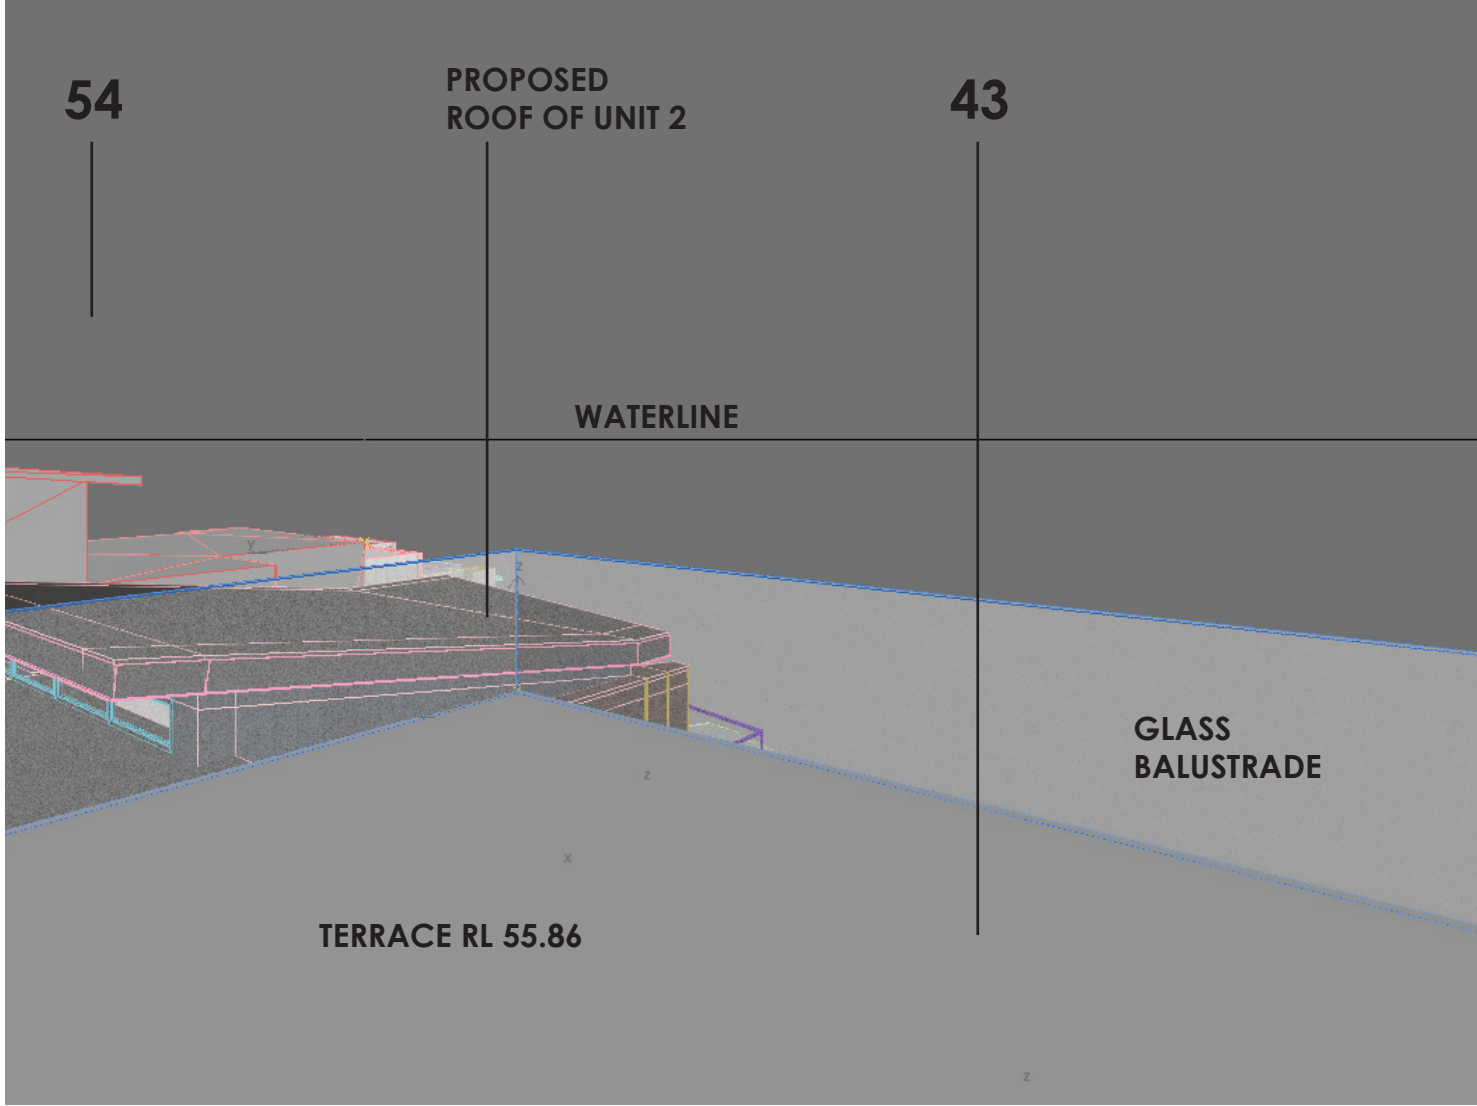 54
PROPOSED
ROOF OF UNIT 2
43
WATERLINE
y
z
GLASS
BALUSTRADE
z
x
TERRACE RL 55.86
z